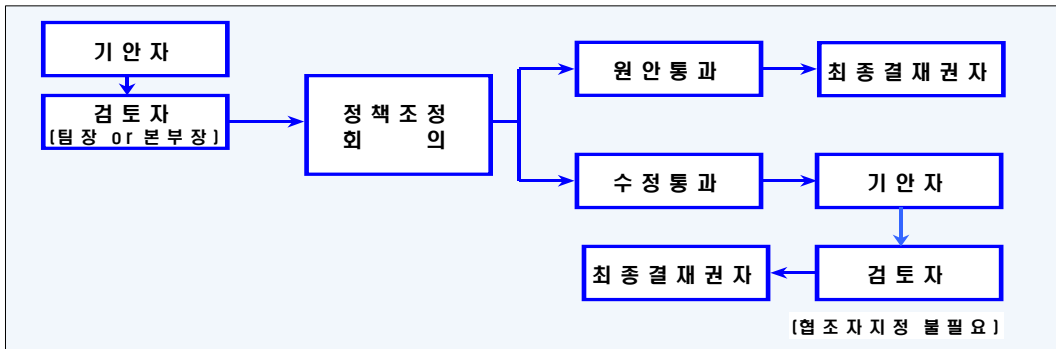 기안자
검토자
(팀장 or 본부장)
정책조정
회 의
원안통과
최종결재권자
수정통과
기안자
최종결재권자
검토자
(협조자지정 불필요)